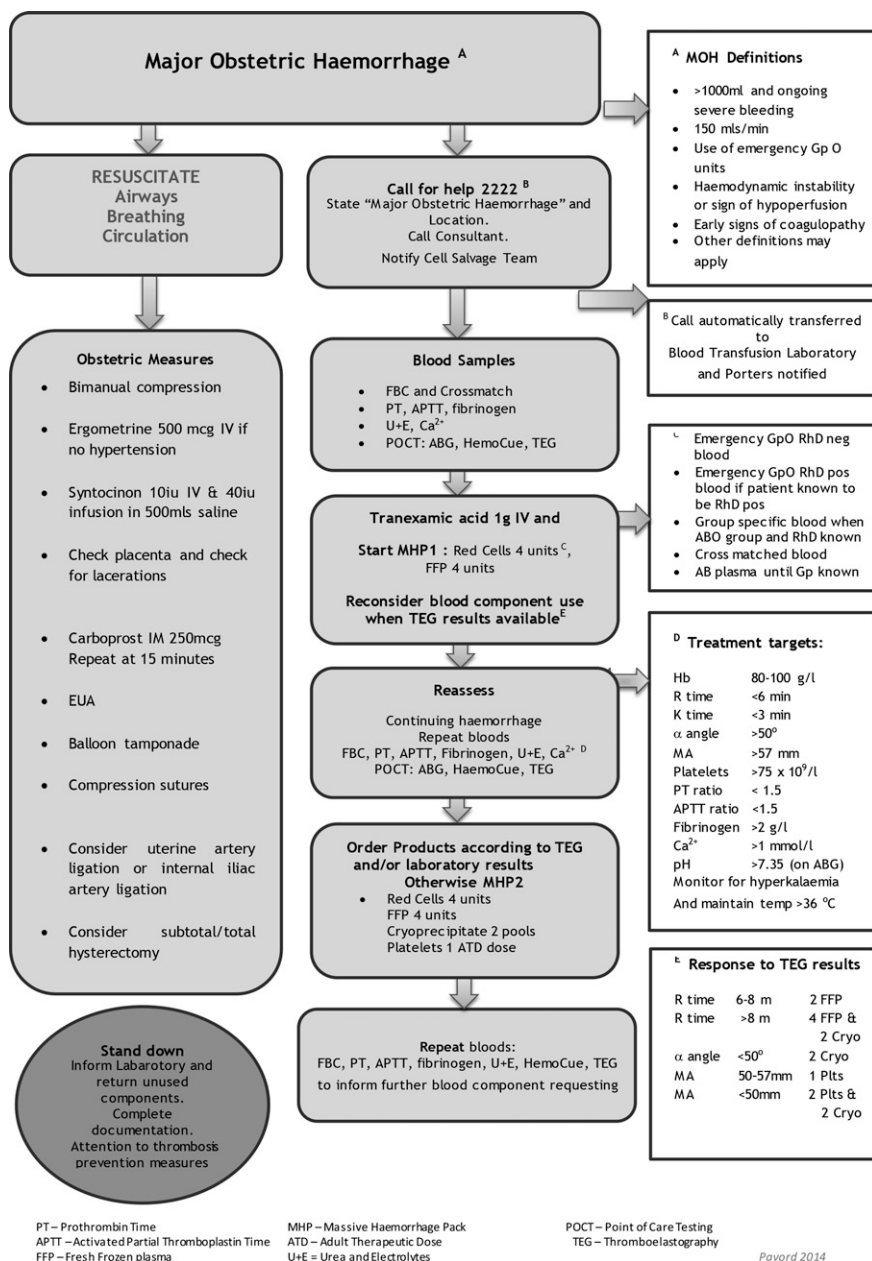 Major Obstetric Haemorrhage A
RESUSCITATE
Airways
Breathing
Circulation
Call for help 2222 B
State “Major Obstetric Haemorrhage” and
Location.
Call Consultant.
Notify Cell Salvage Team
A MOH Definitions
• >1000ml and ongoing
severe bleeding
• 150 mls/min
• Use of emergency Gp O
units
• Haemodynamic instability
or sign of hypoperfusion
• Early signs of coagulopathy
• Other definitions may
apply
B Call automatically transferred
to
Blood Transfusion Laboratory
and Porters notified
Obstetric Measures
• Bimanual compression
• Ergometrine 500 mcg IV if
no hypertension
• Syntocinon 10iu IV & 40iu
infusion in 500mls saline
• Check placenta and check
for lacerations
• Carboprost IM 250mcg
Repeat at 15 minutes
• EUA
• Balloon tamponade
• Compression sutures
• Consider uterine artery
ligation or internal iliac
artery ligation
• Consider subtotal/total
hysterectomy
Blood Samples
• FBC and Crossmatch
• PT, APTT, fibrinogen
• U+E, Ca2+
• POCT: ABG, HemoCue, TEG
C Emergency GpO RhD neg
blood
• Emergency GpO RhD pos
blood if patient known to
be RhD pos
• Group specific blood when
ABO group and RhD known
• Cross matched blood
• AB plasma until Gp known
Tranexamic acid 1g IV and
Start MHP1 : Red Cells 4 units C,
FFP 4 units
Reconsider blood component use
when TEG results available E
Reassess
Continuing haemorrhage
Repeat bloods
FBC, PT, APTT, Fibrinogen, U+E, Ca2+ D
POCT: ABG, HaemoCue, TEG
D Treatment targets:
Hb 80-100 g/l
R time <6 min
K time <3 min
α angle >50o
MA >57 mm
Platelets >75 x 109/l
PT ratio < 1.5
APTT ratio <1.5
Fibrinogen >2 g/l
Ca2+ >1 mmol/l
pH >7.35 (on ABG)
Monitor for hyperkalaemia
And maintain temp >36 oC
Order Products according to TEG
and/or laboratory results
Otherwise MHP2
• Red Cells 4 units
FFP 4 units
Cryoprecipitate 2 pools
Platelets 1 ATD dose
E Response to TEG results
R time 6-8 m 2 FFP
R time >8 m 4 FFP &
2 Cryo
α angle <50o 2 Cryo
MA 50-57mm 1 Plts
MA <50mm 2 Plts &
2 Cryo
Stand down
Inform Labarotory and
return unused
components.
Complete
documentation.
Attention to thrombosis
prevention measures
Repeat bloods:
FBC, PT, APTT, fibrinogen, U+E, HemoCue, TEG
to inform further blood component requesting
PT – Prothrombin Time
APTT – Activated Partial Thromboplastin Time
FFP – Fresh Frozen plasma
MHP – Massive Haemorrhage Pack
ATD – Adult Therapeutic Dose
U+E = Urea and Electrolytes
POCT – Point of Care Testing
TEG – Thromboelastography
Pavord 2014